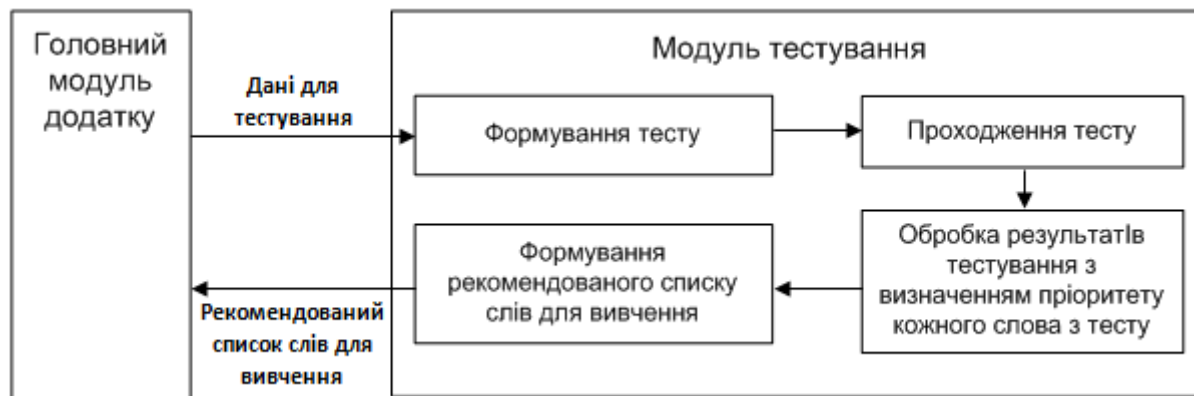 Головний
модуль
додатку
Дані для
тестування
Модуль тестування
Формування тесту
Проходження тесту
Обробка результатІв
тестування з
визначенням пріоритету
кожного слова з тесту
Формування
рекомендованого списку
слів для вивчення
Рекомендований
список слів для
вивчення